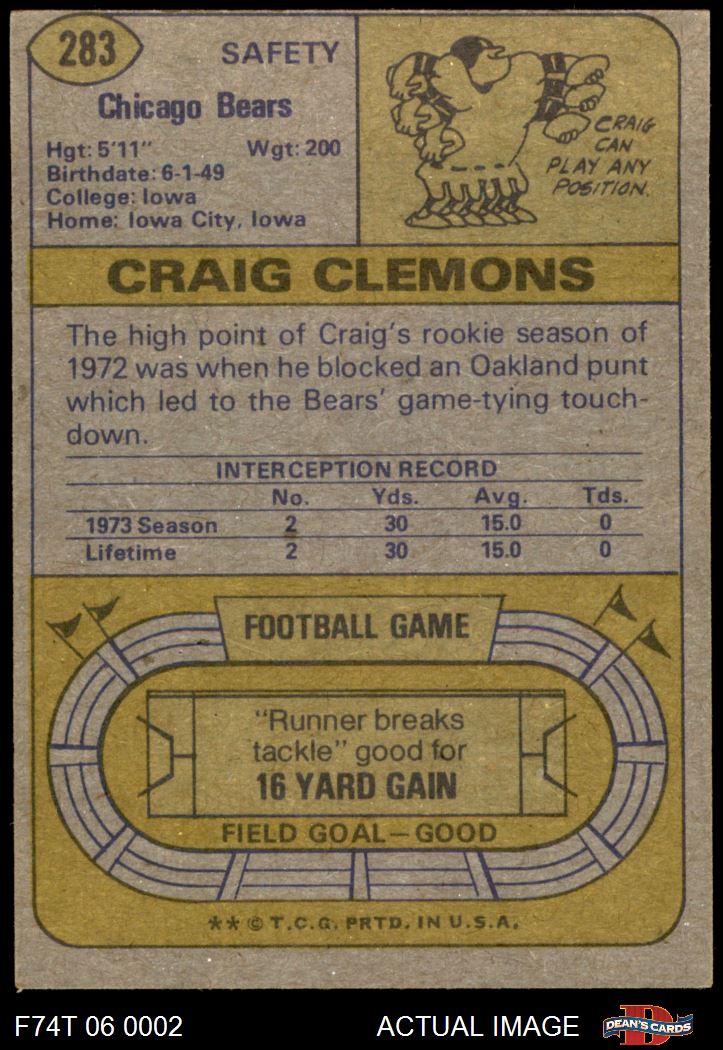 283
SAFETY
Chicago Bears
Hgt: 5'11" Wgt: 200
Birthdate: 6-1-49
College: Iowa
Home: Iowa City, Iowa
CRAIG
CAN
PLAY ANY
POSITION.
CRAIG CLEMONS
The high point of Craig's rookie season of
1972 was when he blocked an Oakland punt
which led to the Bears' game-tying touch-
down.
INTERCEPTION RECORD
No. Yds. Avg. Tds.
1973 Season 2 30 15.0 0
Lifetime 2 30 15.0 0
FOOTBALL GAME
"Runner breaks
tackle" good for
16 YARD GAIN
FIELD GOAL—GOOD
** © T.C.G. PRTD. IN U.S.A.
F74T 06 0002 ACTUAL IMAGE D DEAN'S CARDS